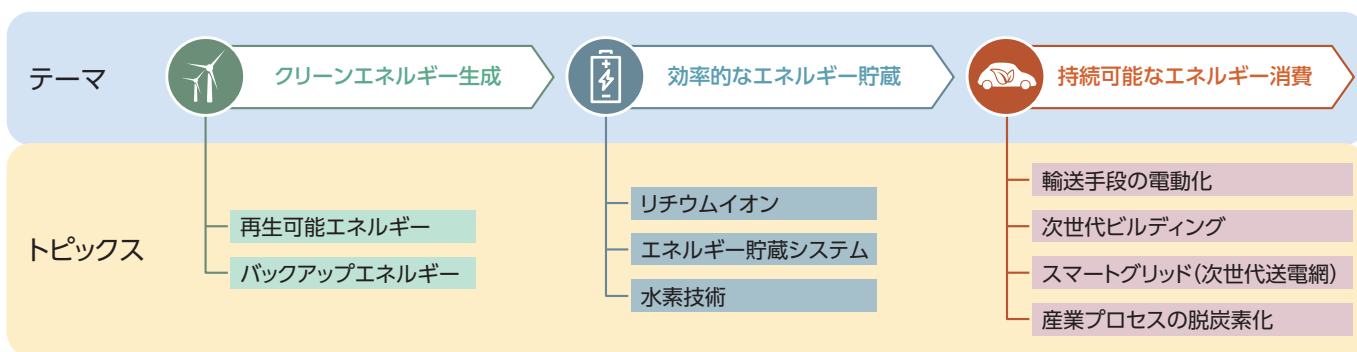 テーマ
クリーンエネルギー生成
効率的なエネルギー貯蔵
持続可能なエネルギー消費
トピックス
再生可能エネルギー
バックアップエネルギー
リチウムイオン
エネルギー貯蔵システム
水素技術
輸送手段の電動化
次世代ビルディング
スマートグリッド(次世代送電網)
産業プロセスの脱炭素化